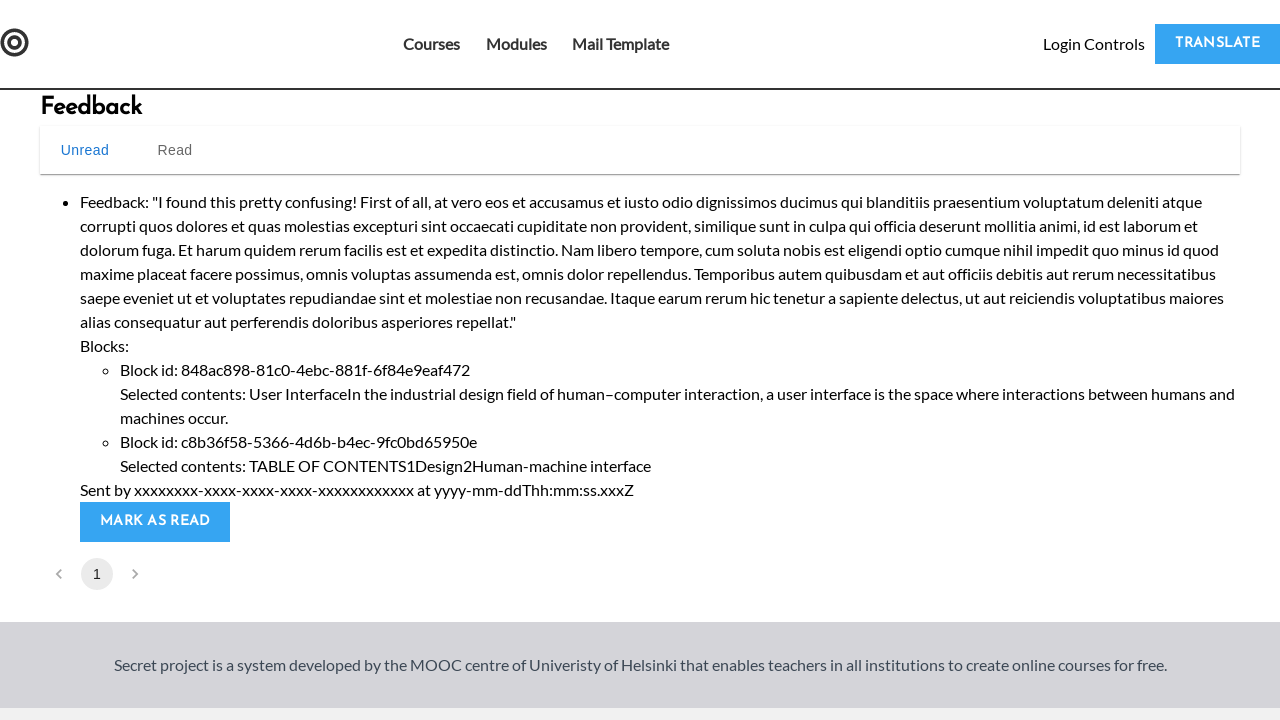 Courses Modules Mail Template Login Controls TRANSLATE
Feedback
Unread Read
Feedback: "I found this pretty confusing! First of all, at vero eos et accusamus et iusto odio dignissimos ducimus qui blanditiis praesentium voluptatum deleniti atque
corrupti quos dolores et quas molestias excepturi sint occaecati cupiditate non provident, similique sunt in culpa qui officia deserunt mollitia animi, id est laborum et
dolorum fuga. Et harum quidem rerum facilis est et expedita distinctio. Nam libero tempore, cum soluta nobis est eligendi optio cumque nihil impedit quo minus id quod
maxime placeat facere possimus, omnis voluptas assumenda est, omnis dolor repellendus. Temporibus autem quibusdam et aut officiis debitis aut rerum necessitatibus
saepe eveniet ut et voluptates repudiandae sint et molestiae non recusandae. Itaque earum rerum hic tenetur a sapiente delectus, ut aut reiciendis voluptatibus maiores
alias consequatur aut perferendis doloribus asperiores repellat."
Blocks:
Block id: 848ac898-81c0-4ebc-881f-6f84e9eaf472
Selected contents: User InterfaceIn the industrial design field of human–computer interaction, a user interface is the space where interactions between humans and
machines occur.
Block id: c8b36f58-5366-4d6b-b4ec-9fc0bd65950e
Selected contents: TABLE OF CONTENTS1Design2Human-machine interface
Sent by xxxxxxxx-xxxx-xxxx-xxxx-xxxxxxxxxxxx at yyyy-mm-ddThh:mm:ss.xxxZ
MARK AS READ
1
Secret project is a system developed by the MOOC centre of Univeristy of Helsinki that enables teachers in all institutions to create online courses for free.